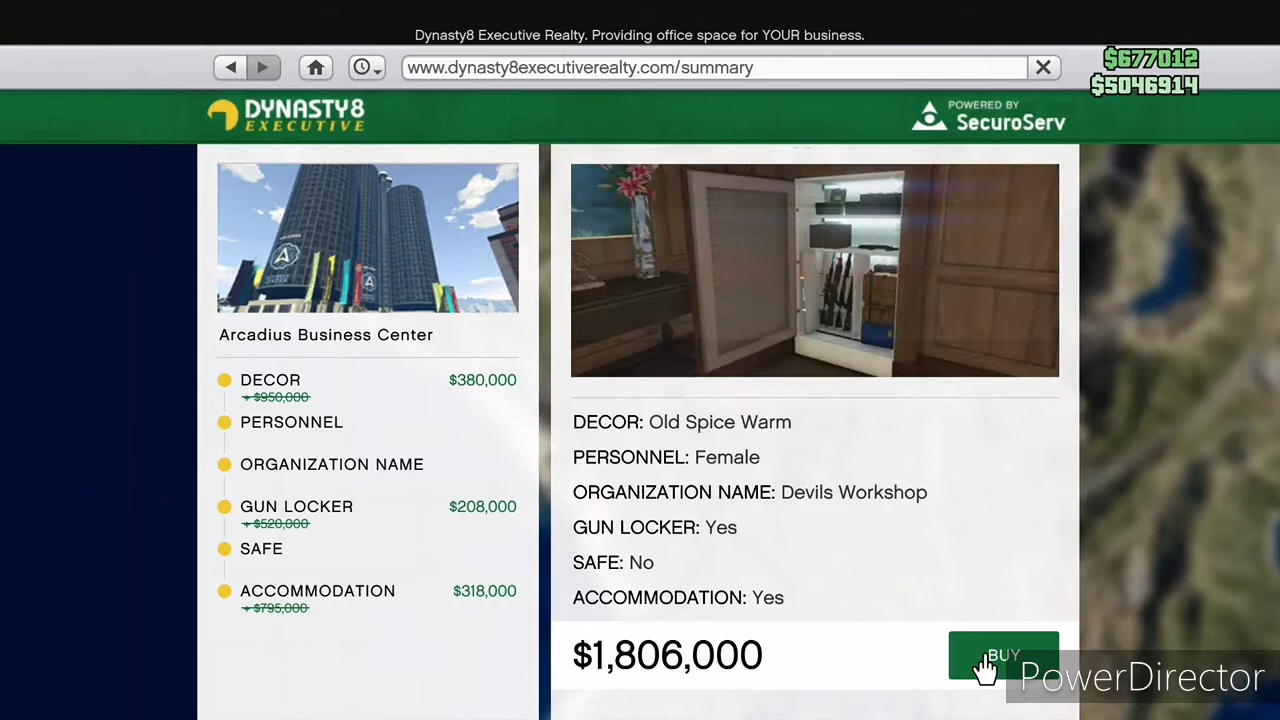 Dynasty8 Executive Realty. Providing office space for YOUR business.
www.dynasty8executiverealty.com/summary
$677012
$5046914
DYNASTY 8
EXECUTIVE
POWERED BY
SecuroServ
Arcadius Business Center
DECOR $380,000
+ $950,000
PERSONNEL
ORGANIZATION NAME
GUN LOCKER $208,000
+ $520,000
SAFE
ACCOMMODATION $318,000
+ $795,000
DECOR: Old Spice Warm
PERSONNEL: Female
ORGANIZATION NAME: Devils Workshop
GUN LOCKER: Yes
SAFE: No
ACCOMMODATION: Yes
$1,806,000
BUY
PowerDirector